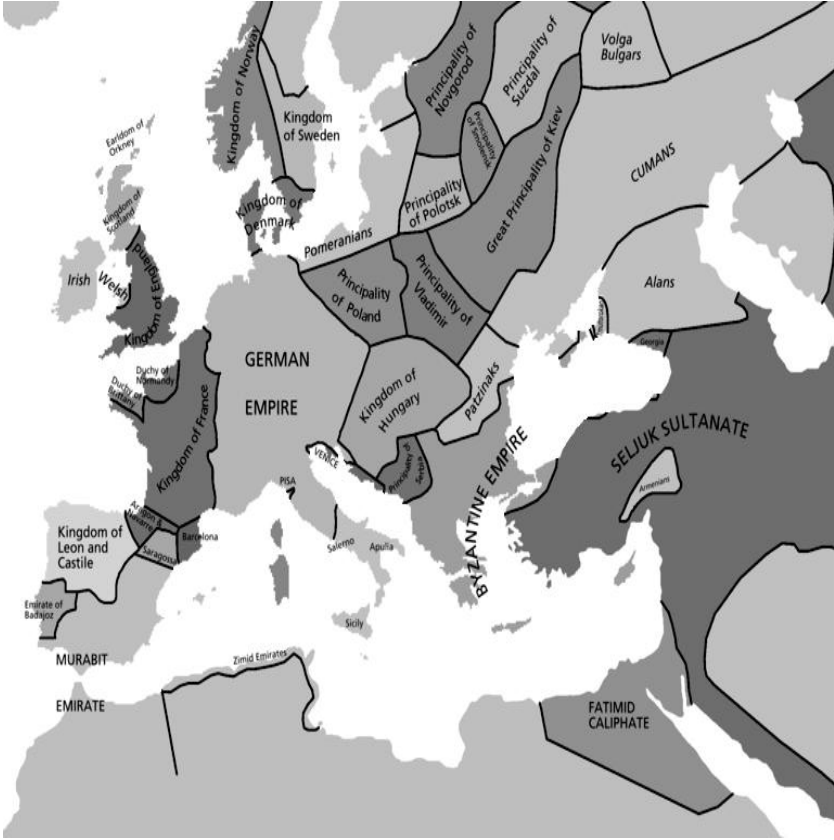 Kingdom of Norway
Principality of
Novgorod
Principality of
Suzdal
Volga
Bulgars
Kingdom
of Sweden
Principality
of Smolensk
Great Principality of Kiev
CUMANS
Earldom of
Orkney
Kingdom of
Scotland
Kingdom of
Denmark
Principality
of Polotsk
Pomeranians
Irish
Welsh
Kingdom of England
Principality
of Poland
Principality of
Vladimir
Alans
Georgia
Duchy of
Normandy
Duchy of
Brittany
GERMAN
EMPIRE
Kingdom of
Hungary
Patzinaks
Kingdom of France
VENICE
Principality of
Serbia
BYZANTINE EMPIRE
SELJUK SULTANATE
Armenians
PISA
Aragon &
Navarre
Barcelona
Kingdom of
Leon and
Castile
Saragossa
Salerno
Apulia
Emirate of
Badajoz
Sicily
MURABIT
EMIRATE
Zirid Emirates
FATIMID
CALIPHATE